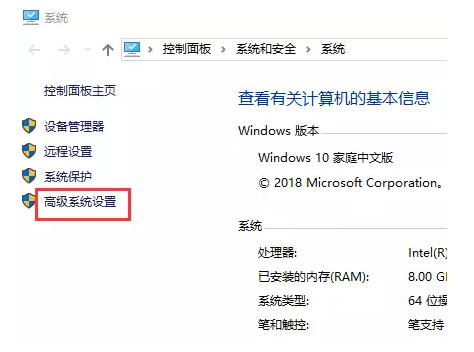 系统
控制面板 > 系统和安全 > 系统
控制面板主页
设备管理器
远程设置
系统保护
高级系统设置
查看有关计算机的基本信息
Windows 版本
Windows 10 家庭中文版
© 2018 Microsoft Corporation.
系统
处理器: Intel(R)
已安装的内存(RAM): 8.00 G
系统类型: 64 位操
笔和触控: 笔支持